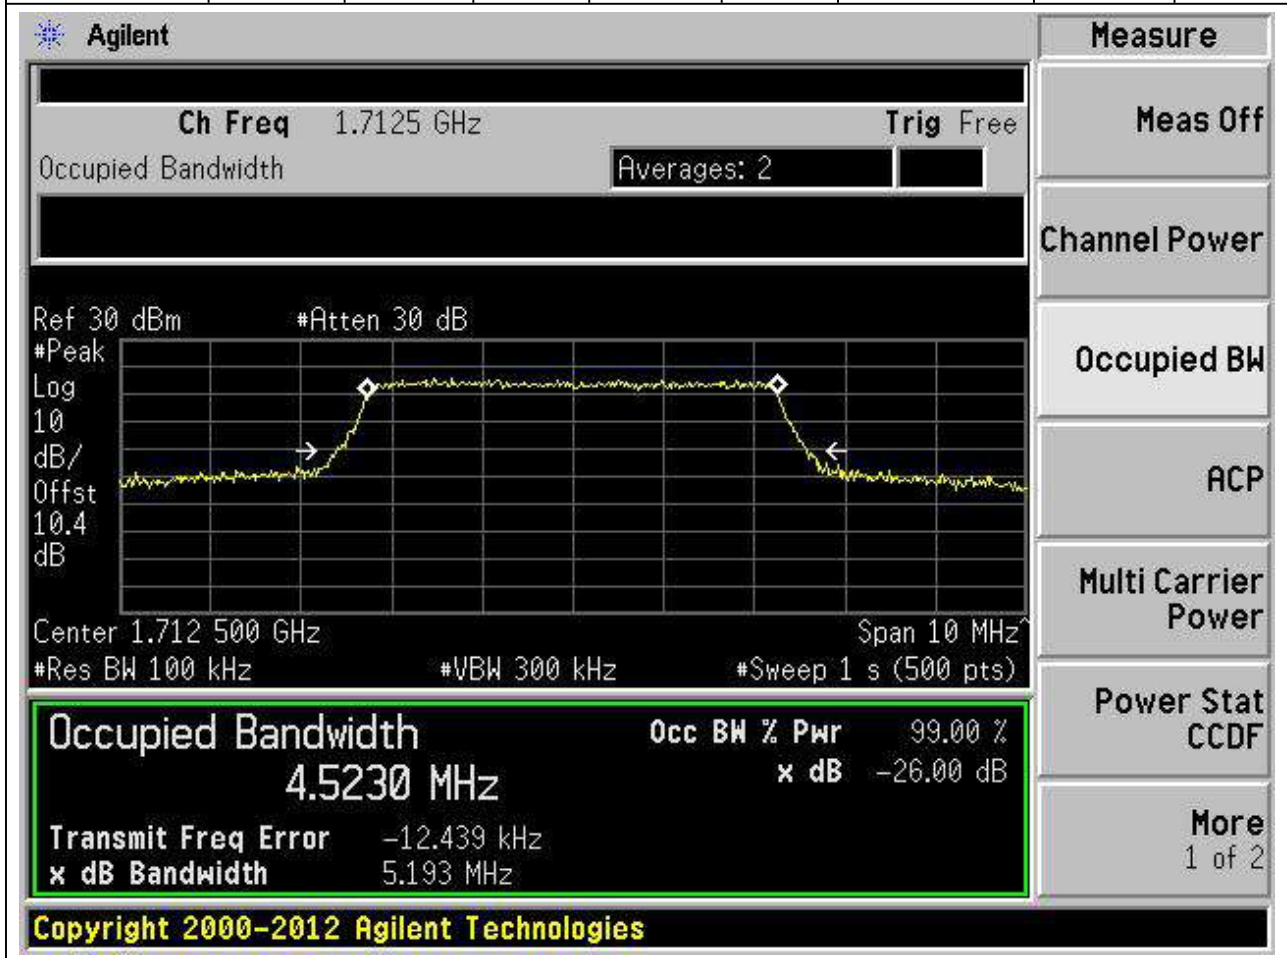 Agilent
Measure
Ch Freq 1.7125 GHz Trig Free
Occupied Bandwidth Averages: 2
Meas Off
Channel Power
Occupied BW
ACP
Multi Carrier
Power
Power Stat
CCDF
More
1 of 2
Ref 30 dBm #Atten 30 dB
#Peak
Log
10
dB/
Offst
10.4
dB
Center 1.712 500 GHz Span 10 MHz^
#Res BW 100 kHz #VBW 300 kHz #Sweep 1 s (500 pts)
Occupied Bandwidth Occ BW % Pwr 99.00 %
4.5230 MHz x dB -26.00 dB
Transmit Freq Error -12.439 kHz
x dB Bandwidth 5.193 MHz
Copyright 2000-2012 Agilent Technologies